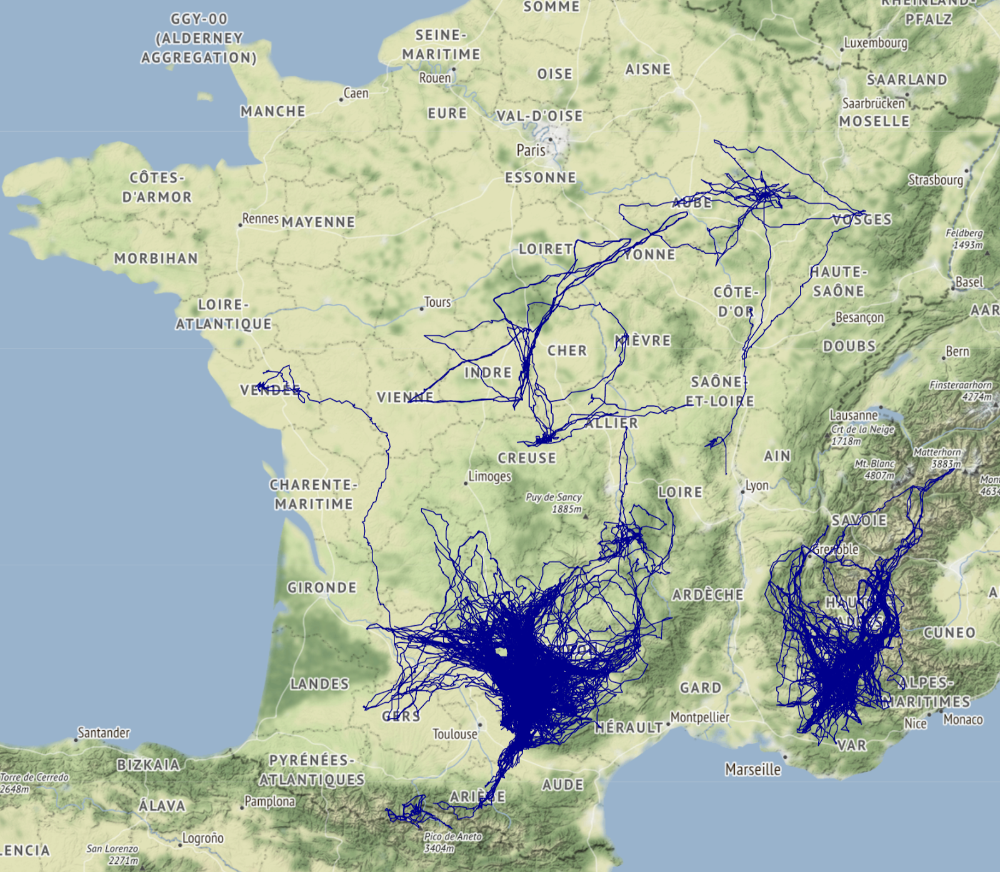 SOMME
RHEINLAND-
PFALZ
GGY-00
(ALDERNEY
AGGREGATION)
SEINE-
MARITIME
Luxembourg
OISE
AISNE
Rouen
SAARLAND
Caen
Saarbrücken
MANCHE
EURE
VAL-D'OISE
MOSELLE
Paris
CÔTES-
D'ARMOR
ESSONNE
Strasbourg
AUBE
Rennes
MAYENNE
VOSGES
Feldberg
1493m
MORBIHAN
LOIRET
YONNE
HAUTE-
SAÔNE
Basel
CÔTE-
D'OR
Tours
LOIRE-
ATLANTIQUE
AAR
Besançon
CHER
NIÈVRE
DOUBS
Bern
INDRE
SAÔNE-
ET-LOIRE
Finsteraarhorn
4274m
VENDÉE
VIENNE
Lausanne
ALLIER
Crt de la Neige
1718m
CREUSE
AIN
Matterhorn
3883m
Mt. Blanc
4807m
Limoges
CHARENTE-
MARITIME
Lyon
Mont
4634
Puy de Sancy
1885m
LOIRE
SAVOIE
Grenoble
GIRONDE
ARDÈCHE
A
CUNEO
LANDES
GARD
ALPES-
MARITIMES
GERS
Montpellier
Nice
Monaco
Toulouse
HÉRAULT
Santander
VAR
BIZKAIA
PYRÉNÉES-
ATLANTIQUES
Marseille
Torre de Cerredo
2648m
AUDE
ARIÈGE
ÁLAVA
Pamplona
Logroño
Pico de Aneto
3404m
LENCIA
San Lorenzo
2271m